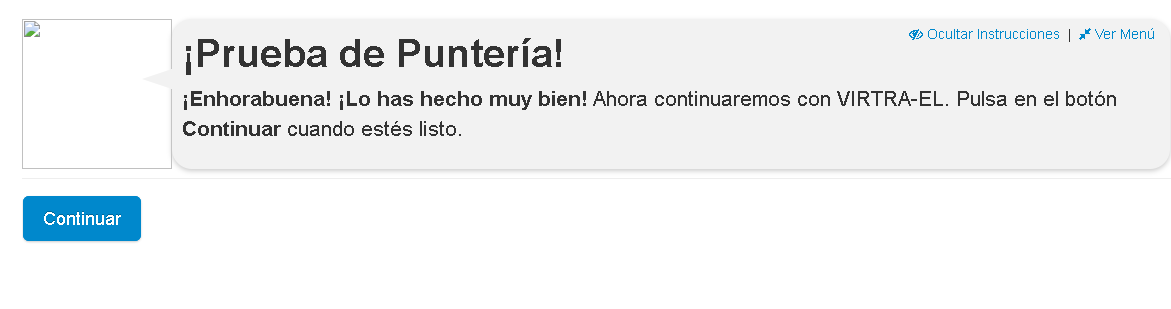 Ocultar Instrucciones | Ver Menú
¡Prueba de Puntería!
¡Enhorabuena! ¡Lo has hecho muy bien! Ahora continuaremos con VIRTRA-EL. Pulsa en el botón
Continuar cuando estés listo.
Continuar